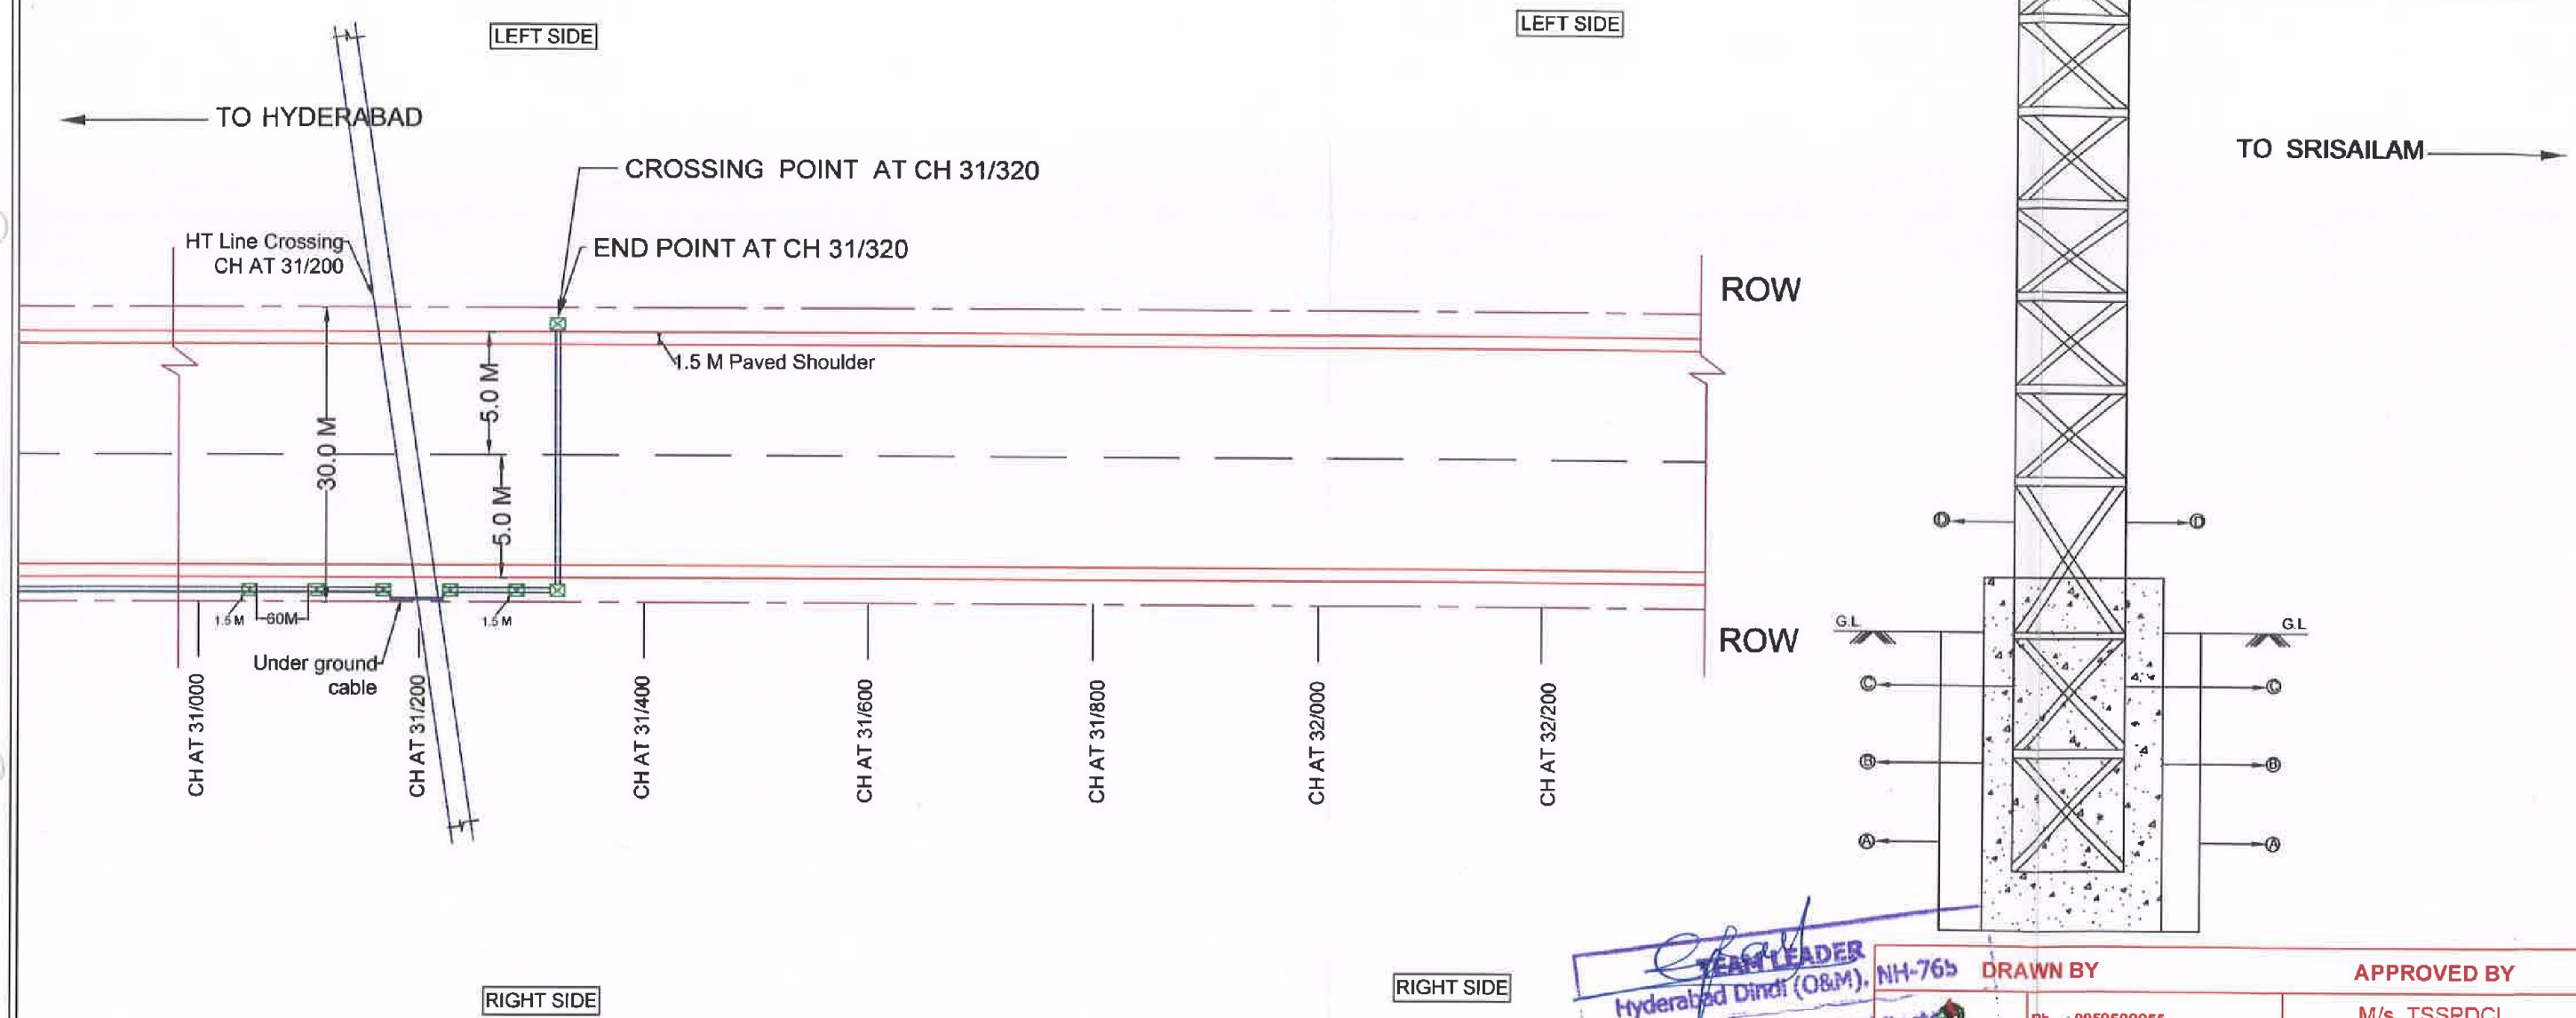 LEFT SIDE
LEFT SIDE
TO HYDERABAD
TO SRISAILAM
CROSSING POINT AT CH 31/320
HT Line Crossing
CH AT 31/200
END POINT AT CH 31/320
ROW
1.5 M Paved Shoulder
5.0 M
30.0 M
5.0 M
D
D
1.5 M
60M
1.5 M
ROW
G.L
G.L
Under ground
cable
C
C
CH AT 31/000
CH AT 31/200
CH AT 31/400
CH AT 31/600
CH AT 31/800
CH AT 32/000
CH AT 32/200
B
B
A
A
RIGHT SIDE
RIGHT SIDE
TEAM LEADER
Hyderabad Dindi (O&M), NH-765
DRAWN BY
APPROVED BY
M/s. TSSPDCL